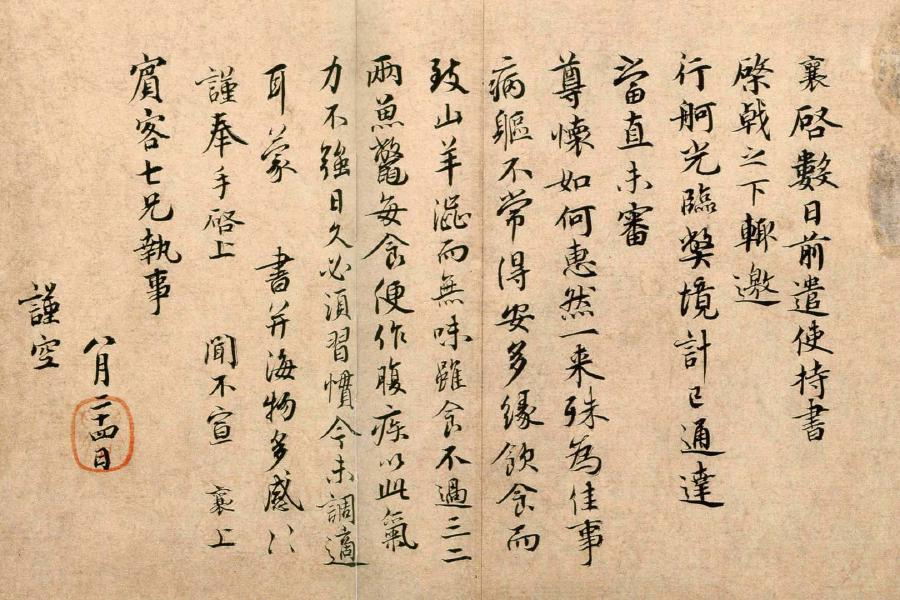 襄啓數日前遣使持書
棨戟之下輙邀
行舸光臨獘境計已通達
當直未審
尊懷如何惠然一来殊為佳事
病軀不常得安多縁飲食而
致山羊澁而無味雖食不過三二
兩魚鼈每食便作腹疾以此氣
力不強日久必須習慣今未調適
耳蒙 書并海物多感〻
謹奉手啓上 聞不宣 襄上
賔客七兄執事
八月二十四日
謹空